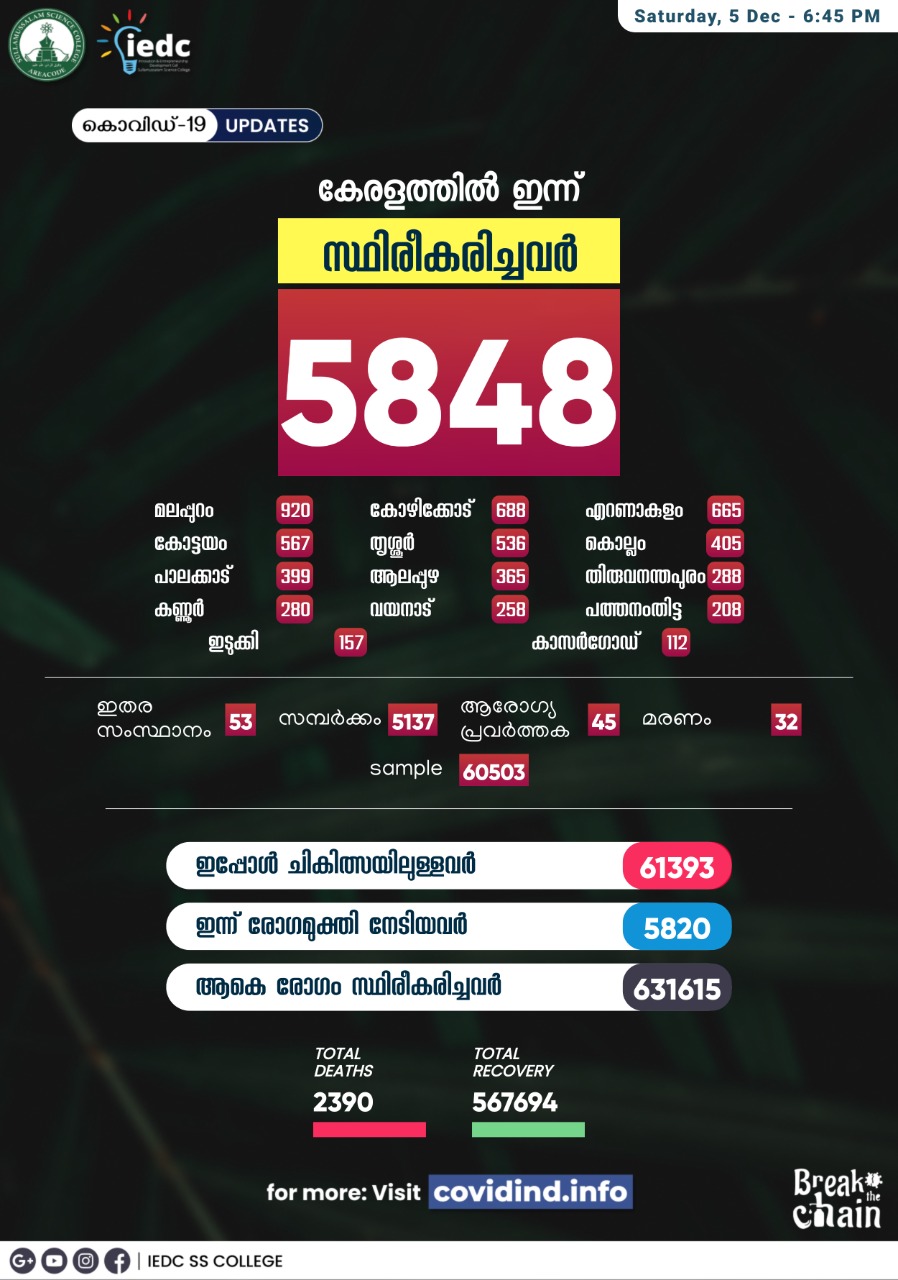 Saturday, 5 Dec - 6:45 PM
SULLAMUSSALAM SCIENCE COLLEGE
AREACODE
iedc
കൊവിഡ്-19 UPDATES
കേരളത്തിൽ ഇന്ന്
സ്ഥിരീകരിച്ചവർ
5848
മലപ്പുറം 920 കോഴിക്കോട് 688 എറണാകുളം 665
കോട്ടയം 567 തൃശ്ശൂർ 536 കൊല്ലം 405
പാലക്കാട് 399 ആലപ്പുഴ 365 തിരുവനന്തപുരം 288
കണ്ണൂർ 280 വയനാട് 258 പത്തനംതിട്ട 208
ഇടുക്കി 157 കാസർഗോഡ് 112
ഇതര
സംസ്ഥാനം 53 സമ്പർക്കം 5137 ആരോഗ്യ
പ്രവർത്തക 45 മരണം 32
sample 60503
ഇപ്പോൾ ചികിത്സയിലുള്ളവർ 61393
ഇന്ന് രോഗമുക്തി നേടിയവർ 5820
ആകെ രോഗം സ്ഥിരീകരിച്ചവർ 631615
TOTAL
DEATHS
2390
TOTAL
RECOVERY
567694
for more: Visit covidind.info
Break
the
chain
IEDC SS COLLEGE